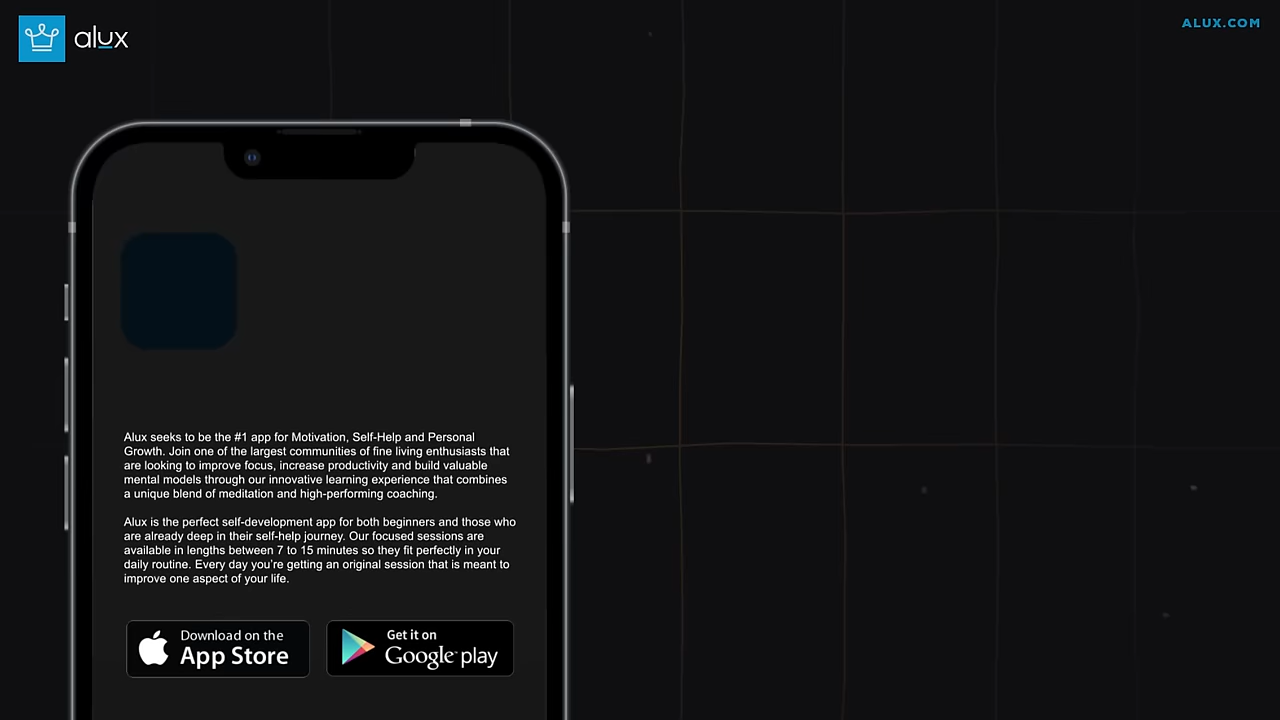 alux
ALUX.COM
Alux seeks to be the #1 app for Motivation, Self-Help and Personal
Growth. Join one of the largest communities of fine living enthusiasts that
are looking to improve focus, increase productivity and build valuable
mental models through our innovative learning experience that combines
a unique blend of meditation and high-performing coaching.
Alux is the perfect self-development app for both beginners and those who
are already deep in their self-help journey. Our focused sessions are
available in lengths between 7 to 15 minutes so they fit perfectly in your
daily routine. Every day you're getting an original session that is meant to
improve one aspect of your life.
Download on the
App Store
Get it on
Google play